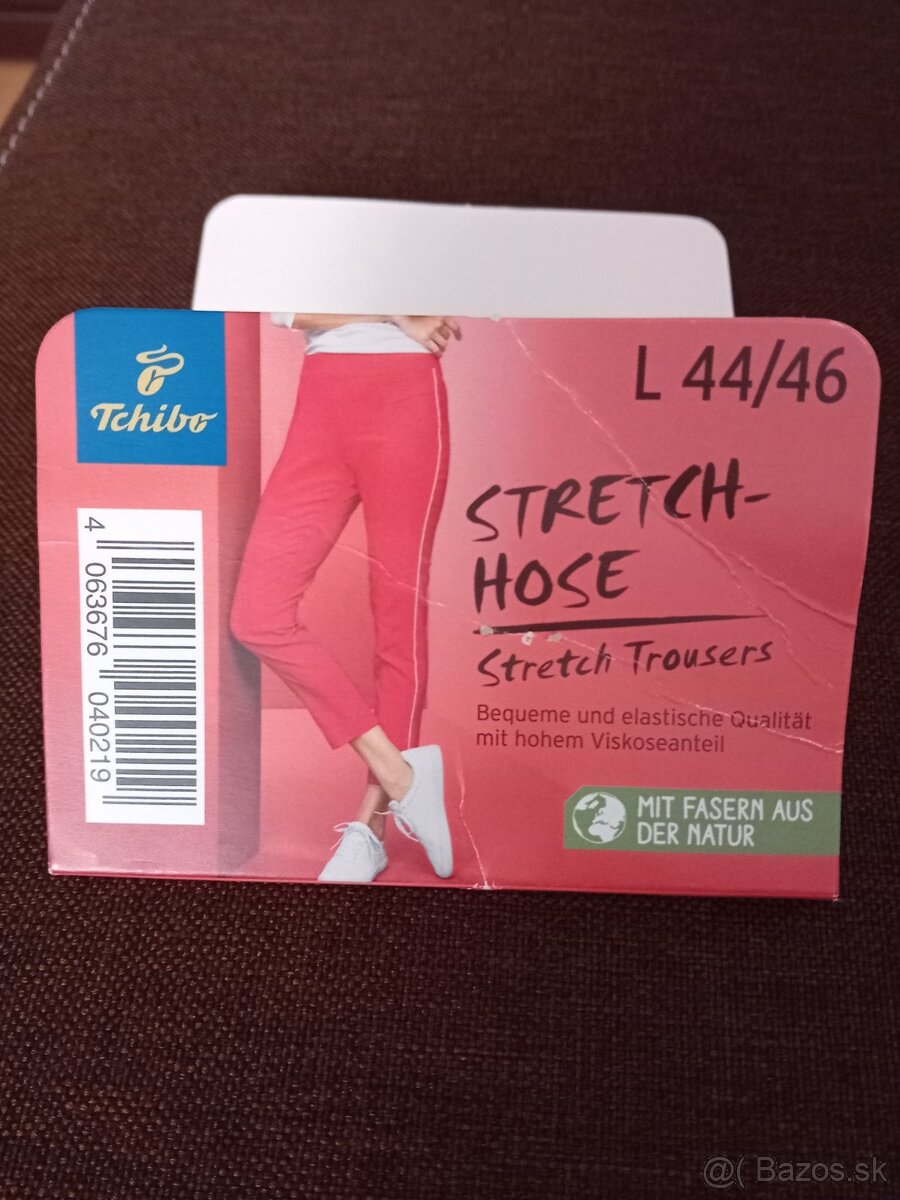 Tchibo
L 44/46
STRETCH-
HOSE
Stretch Trousers
Bequeme und elastische Qualität
mit hohem Viskoseanteil
MIT FASERN AUS
DER NATUR
4 063676 040219
@( Bazos.sk